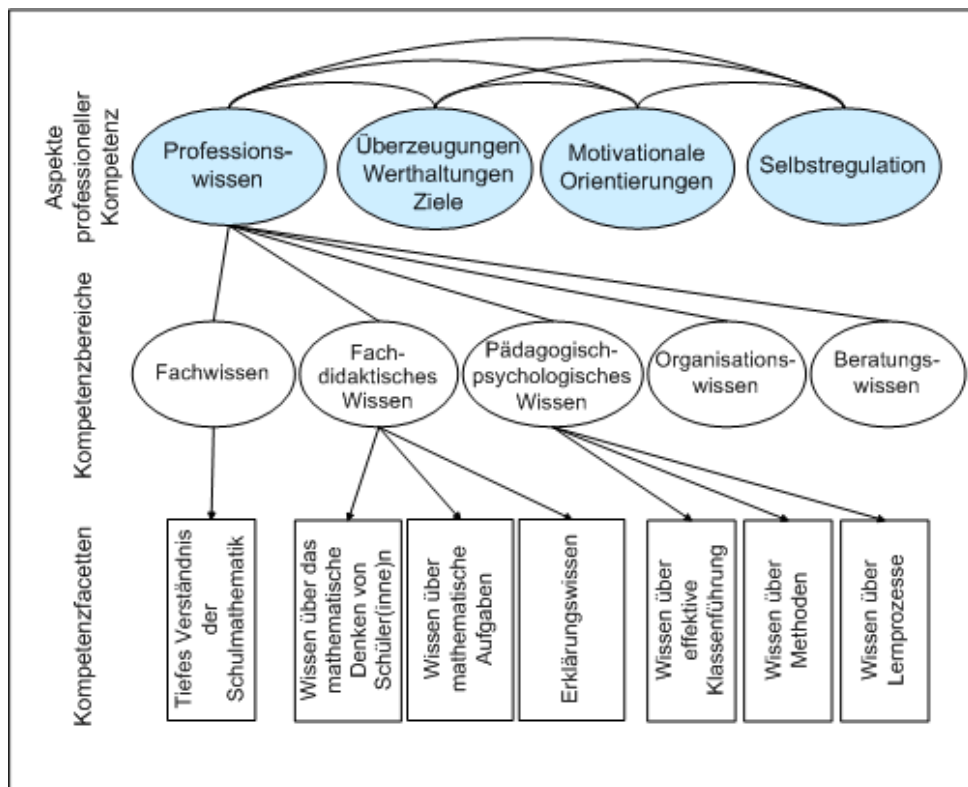 Aspekte
professioneller
Kompetenz
Professions-
wissen
Überzeugungen
Werthaltungen
Ziele
Motivationale
Orientierungen
Selbstregulation
Kompetenzbereiche
Fachwissen
Fach-
didaktisches
Wissen
Pädagogisch-
psychologisches
Wissen
Organisations-
wissen
Beratungs-
wissen
Kompetenzfacetten
Tiefes Verständnis
der
Schulmathematik
Wissen über das
mathematische
Denken von
Schüler(inne)n
Wissen über
mathematische
Aufgaben
Erklärungswissen
Wissen über
effektive
Klassenführung
Wissen über
Methoden
Wissen über
Lernprozesse